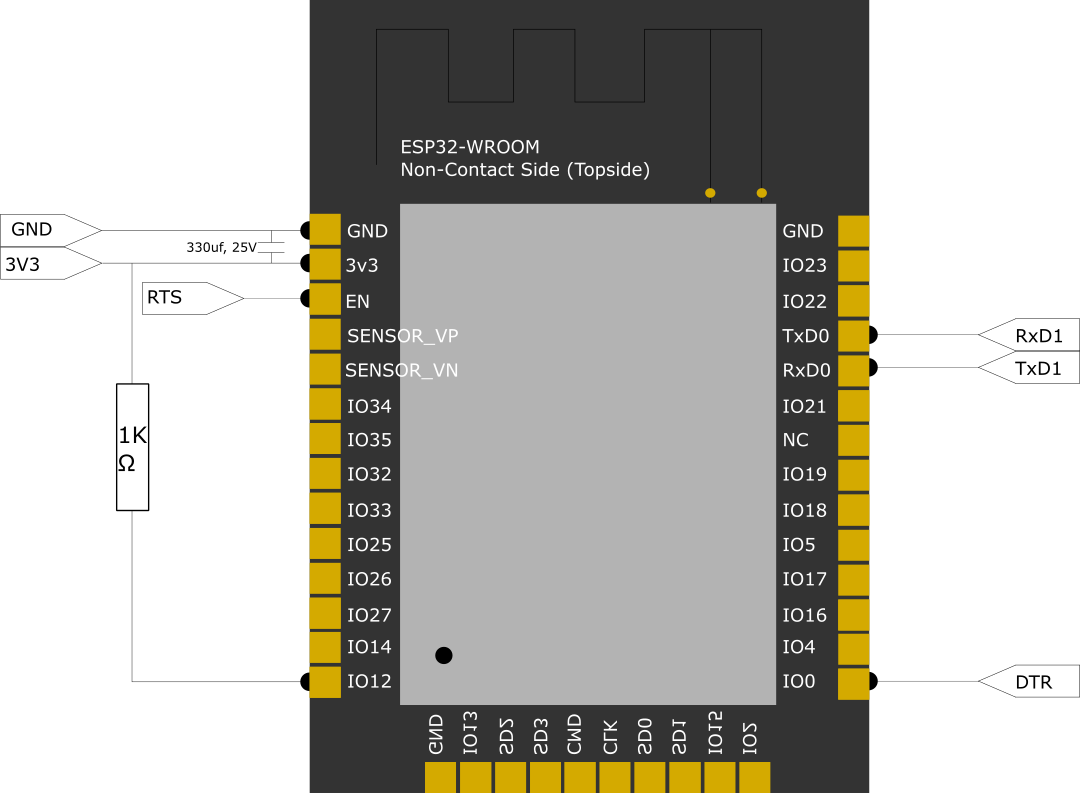 ESP32-WROOM
Non-Contact Side (Topside)
GND
3V3
330uf, 25V
RTS
1K
Ω
GND
3v3
EN
SENSOR_VP
SENSOR_VN
IO34
IO35
IO32
IO33
IO25
IO26
IO27
IO14
IO12
GND
IO23
IO22
TxD0
RxD0
IO21
NC
IO19
IO18
IO5
IO17
IO16
IO4
IO0
RxD1
TxD1
DTR
GND
IO13
SD2
SD3
CMD
CLK
SD0
SD1
IO15
IO2